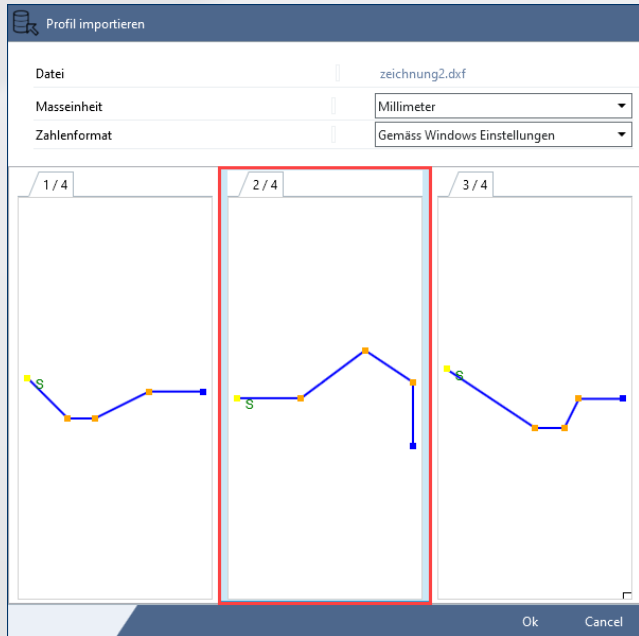 Profil importieren
Datei zeichnung2.dxf
Masseinheit Millimeter
Zahlenformat Gemäss Windows Einstellungen
1 / 4 2 / 4 3 / 4
S S S
Ok Cancel